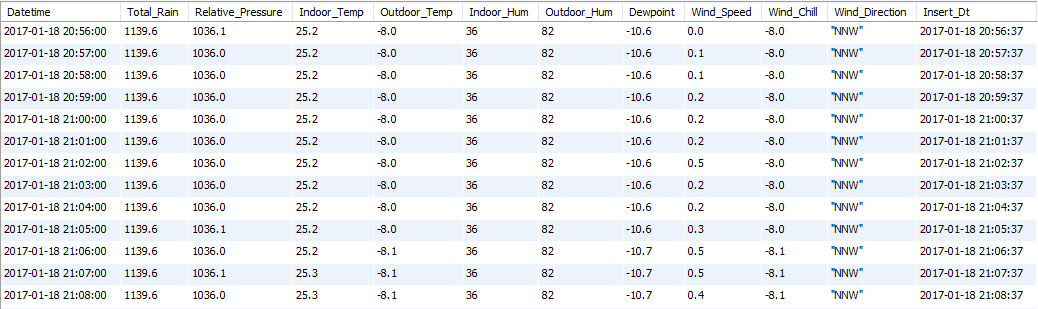 Datetime Total_Rain Relative_Pressure Indoor_Temp Outdoor_Temp Indoor_Hum Outdoor_Hum Dewpoint Wind_Speed Wind_Chill Wind_Direction Insert_Dt
2017-01-18 20:56:00 1139.6 1036.1 25.2 -8.0 36 82 -10.6 0.0 -8.0 "NNW" 2017-01-18 20:56:37
2017-01-18 20:57:00 1139.6 1036.0 25.2 -8.0 36 82 -10.6 0.1 -8.0 "NNW" 2017-01-18 20:57:37
2017-01-18 20:58:00 1139.6 1036.0 25.2 -8.0 36 82 -10.6 0.1 -8.0 "NNW" 2017-01-18 20:58:37
2017-01-18 20:59:00 1139.6 1036.0 25.2 -8.0 36 82 -10.6 0.2 -8.0 "NNW" 2017-01-18 20:59:37
2017-01-18 21:00:00 1139.6 1036.0 25.2 -8.0 36 82 -10.6 0.2 -8.0 "NNW" 2017-01-18 21:00:37
2017-01-18 21:01:00 1139.6 1036.0 25.2 -8.0 36 82 -10.6 0.2 -8.0 "NNW" 2017-01-18 21:01:37
2017-01-18 21:02:00 1139.6 1036.0 25.2 -8.0 36 82 -10.6 0.5 -8.0 "NNW" 2017-01-18 21:02:37
2017-01-18 21:03:00 1139.6 1036.0 25.2 -8.0 36 82 -10.6 0.2 -8.0 "NNW" 2017-01-18 21:03:37
2017-01-18 21:04:00 1139.6 1036.0 25.2 -8.0 36 82 -10.6 0.2 -8.0 "NNW" 2017-01-18 21:04:37
2017-01-18 21:05:00 1139.6 1036.1 25.2 -8.0 36 82 -10.6 0.3 -8.0 "NNW" 2017-01-18 21:05:37
2017-01-18 21:06:00 1139.6 1036.0 25.2 -8.1 36 82 -10.7 0.5 -8.1 "NNW" 2017-01-18 21:06:37
2017-01-18 21:07:00 1139.6 1036.1 25.3 -8.1 36 82 -10.7 0.5 -8.1 "NNW" 2017-01-18 21:07:37
2017-01-18 21:08:00 1139.6 1036.0 25.3 -8.1 36 82 -10.7 0.4 -8.1 "NNW" 2017-01-18 21:08:37